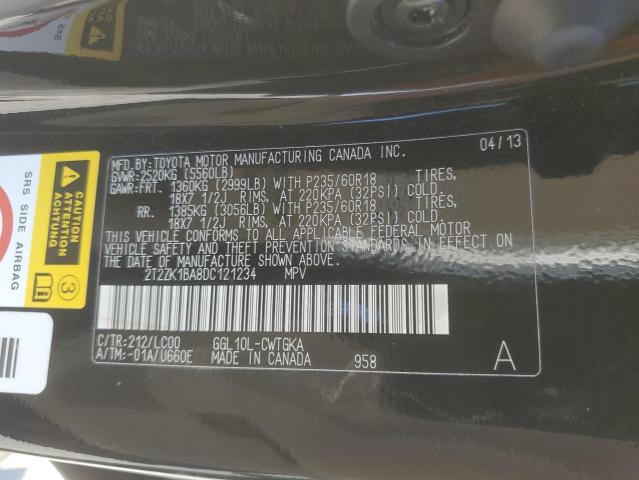 MFD.BY:TOYOTA MOTOR MANUFACTURING CANADA INC. 04/13
GVWR:2520KG (5560LB)
GAWR:FRT. 1360KG (2999LB) WITH P235/60R18 TIRES,
18X7 1/2J RIMS, AT 220KPA (32PSI) COLD.
RR. 1385KG (3056LB) WITH P235/60R18 TIRES,
18X7 1/2J RIMS, AT 220KPA (32PSI) COLD.
THIS VEHICLE CONFORMS TO ALL APPLICABLE FEDERAL MOTOR
VEHICLE SAFETY AND THEFT PREVENTION STANDARDS IN EFFECT ON
THE DATE OF MANUFACTURE SHOWN ABOVE.
2T2ZK1BA8DC121234 MPV
C/TR:212/LC00 GGL10L-CWTGKA
A/TM:-01A/U660E MADE IN CANADA 958 A
CAUTION
ATTENTION
ACHTUNG
3
SRS SIDE AIRBAG